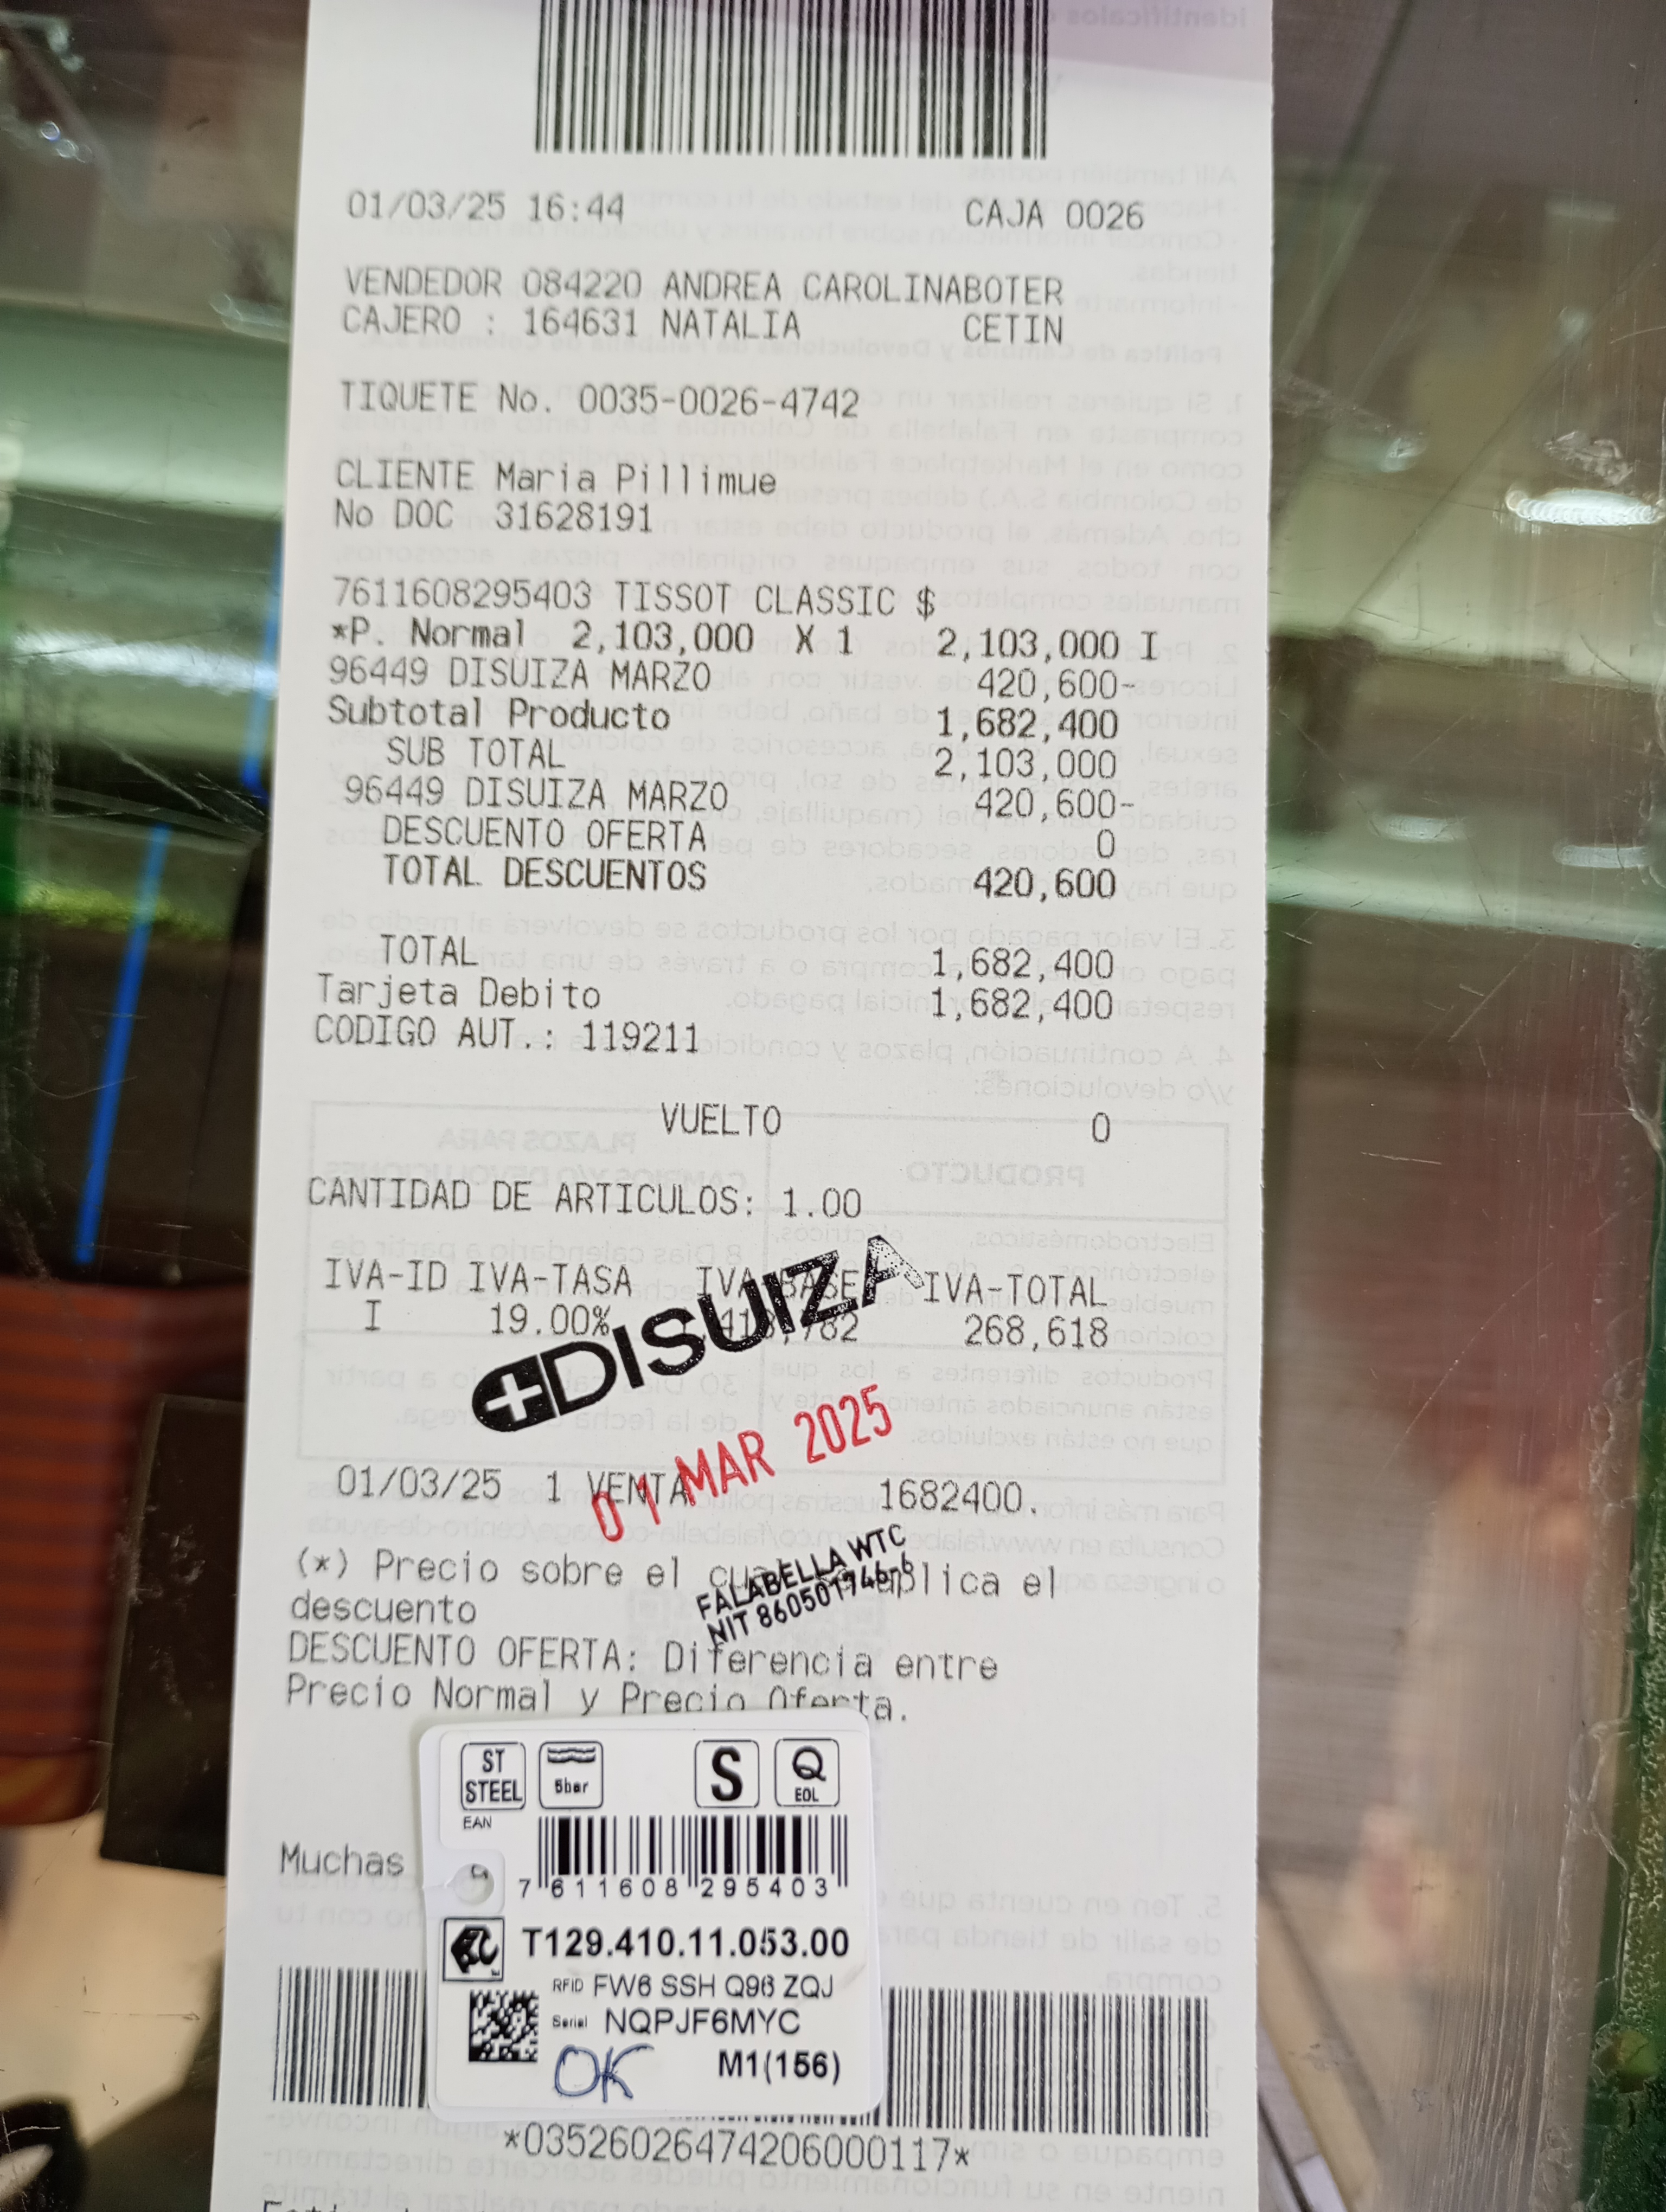 01/03/25 16:44 CAJA 0026
VENDEDOR 084220 ANDREA CAROLINABOTER
CAJERO : 164631 NATALIA CETIN
TIQUETE No. 0035-0026-4742
CLIENTE Maria Pillimue
No DOC 31628191
7611608295403 TISSOT CLASSIC $
*P. Normal 2,103,000 X 1 2,103,000 I
96449 DISUIZA MARZO 420,600-
Subtotal Producto 1,682,400
SUB TOTAL 2,103,000
96449 DISUIZA MARZO 420,600-
DESCUENTO OFERTA 0
TOTAL DESCUENTOS 420,600
TOTAL 1,682,400
Tarjeta Debito 1,682,400
CODIGO AUT.: 119211
VUELTO 0
CANTIDAD DE ARTICULOS: 1.00
IVA-ID IVA-TASA IVA-BASE IVA-TOTAL
I 19.00% 268,618
DISUIZA
01 MAR 2025
01/03/25 1 VENTA 1682400.
FALABELLA WTC
NIT 860501746-6
(*) Precio sobre el aplica el
descuento
DESCUENTO OFERTA: Diferencia entre
Precio Normal y Precio Oferta.
ST STEEL 5bar S Q EOL
EAN
7 611608 295403
Muchas
T129.410.11.053.00
RFID FW6 SSH Q96 ZQJ
Serial NQPJF6MYC
OK M1(156)
*03526026474206000117*